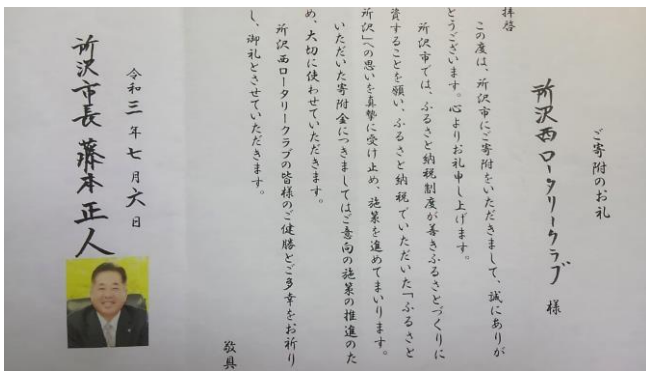 ご寄附のお礼
所沢西ロータリークラブ 様
拝啓
この度は、所沢市にご寄附をいただきまして、誠にありが
とうございます。心よりお礼申し上げます。
所沢市では、ふるさと納税制度が善きふるさとづくりに
資することを願い、ふるさと納税でいただいた「ふるさと
所沢」への思いを真摯に受け止め、施策を進めてまいります。
いただいた寄附金につきましてはご意向の施策の推進のた
め、大切に使わせていただきます。
所沢西ロータリークラブの皆様のご健勝とご多幸をお祈り
し、御礼とさせていただきます。
敬具
令和三年七月六日
所沢市長 藤本正人